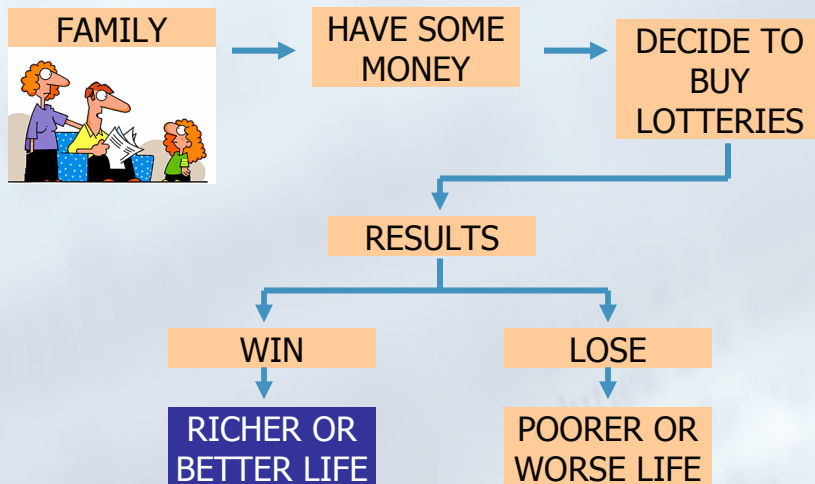 FAMILY
HAVE SOME
MONEY
DECIDE TO
BUY
LOTTERIES
RESULTS
WIN
LOSE
RICHER OR
BETTER LIFE
POORER OR
WORSE LIFE